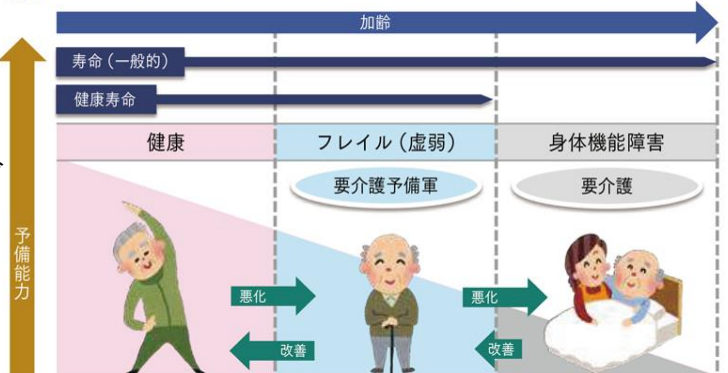 加齢
寿命（一般的）
健康寿命
健康
フレイル（虚弱）
身体機能障害
要介護予備軍
要介護
予備能力
悪化
悪化
改善
改善